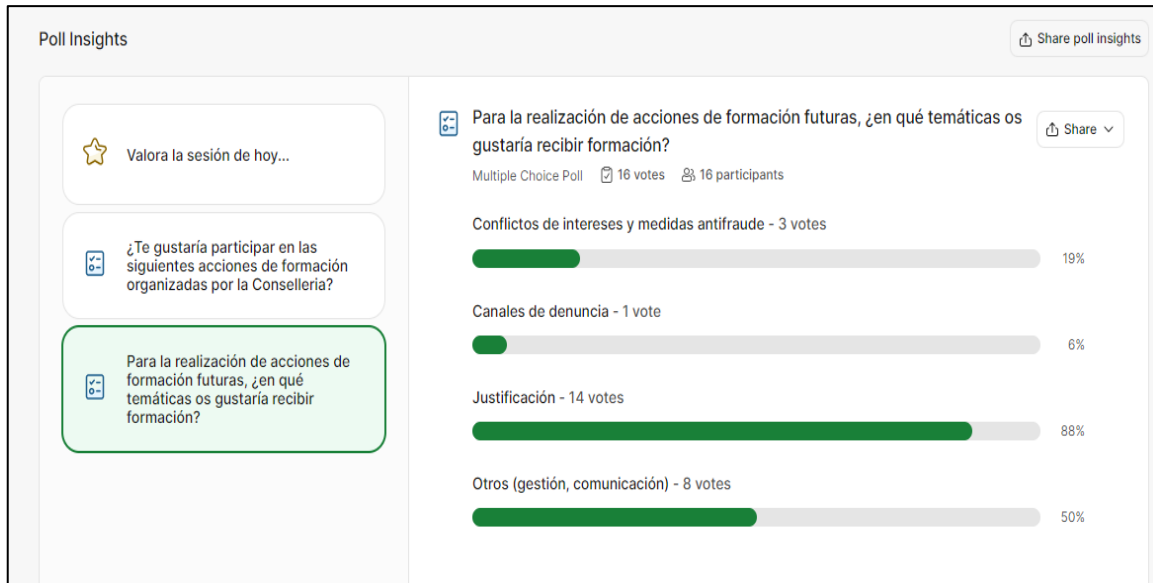 Poll Insights
Share poll insights
Valora la sesión de hoy...
¿Te gustaría participar en las
siguientes acciones de formación
organizadas por la Conselleria?
Para la realización de acciones de
formación futuras, ¿en qué
temáticas os gustaría recibir
formación?
Para la realización de acciones de formación futuras, ¿en qué temáticas os
gustaría recibir formación?
Share
Multiple Choice Poll 16 votes 16 participants
Conflictos de intereses y medidas antifraude - 3 votes
19%
Canales de denuncia - 1 vote
6%
Justificación - 14 votes
88%
Otros (gestión, comunicación) - 8 votes
50%